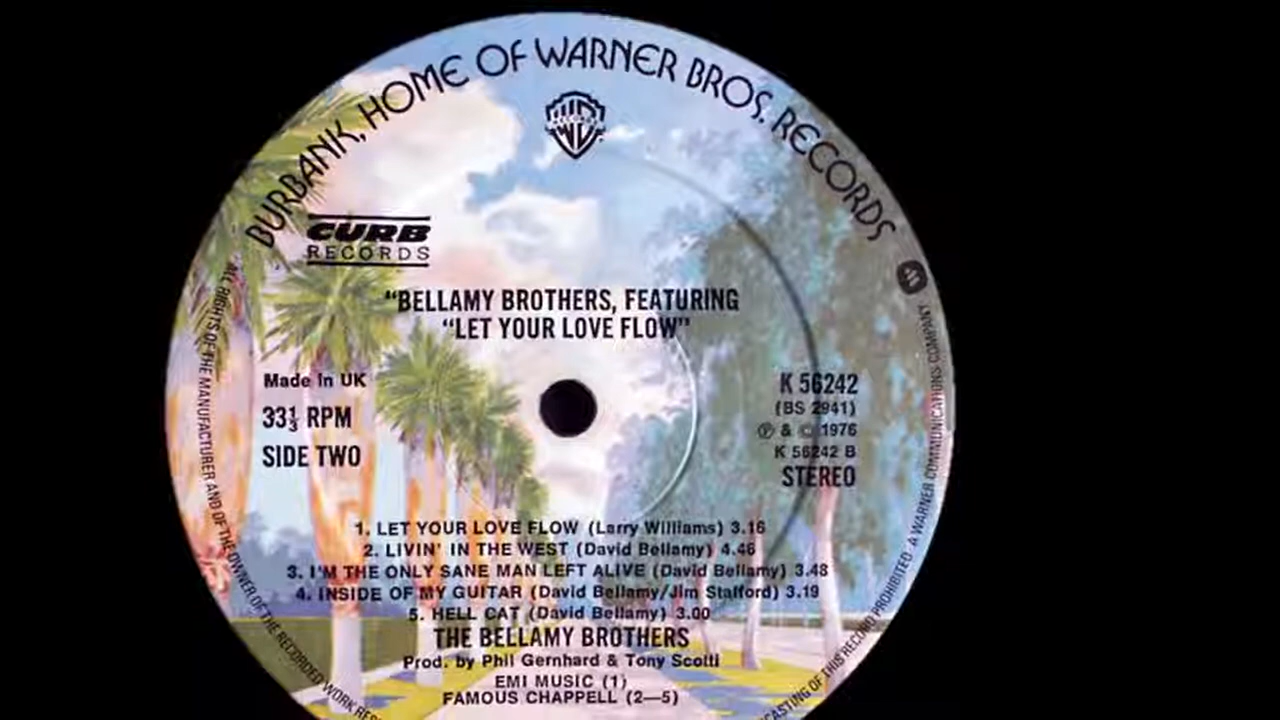 BURBANK, HOME OF WARNER BROS. RECORDS
RECORDS
CURB
RECORDS
"BELLAMY BROTHERS, FEATURING
"LET YOUR LOVE FLOW"
Made in UK
33⅓ RPM
SIDE TWO
K 56242
(BS 2941)
Ⓟ & © 1976
K 56242 B
STEREO
1. LET YOUR LOVE FLOW (Larry Williams) 3.16
2. LIVIN' IN THE WEST (David Bellamy) 4.46
3. I'M THE ONLY SANE MAN LEFT ALIVE (David Bellamy) 3.48
4. INSIDE OF MY GUITAR (David Bellamy/Jim Stafford) 3.19
5. HELL CAT (David Bellamy) 3.00
THE BELLAMY BROTHERS
Prod. by Phil Gernhard & Tony Scotti
EMI MUSIC (1)
FAMOUS CHAPPELL (2—5)
ALL RIGHTS OF THE MANUFACTURER AND OF THE OWNER OF THE RECORDED WORK
OF THIS RECORD PROHIBITED. A WARNER COMMUNICATIONS COMPANY